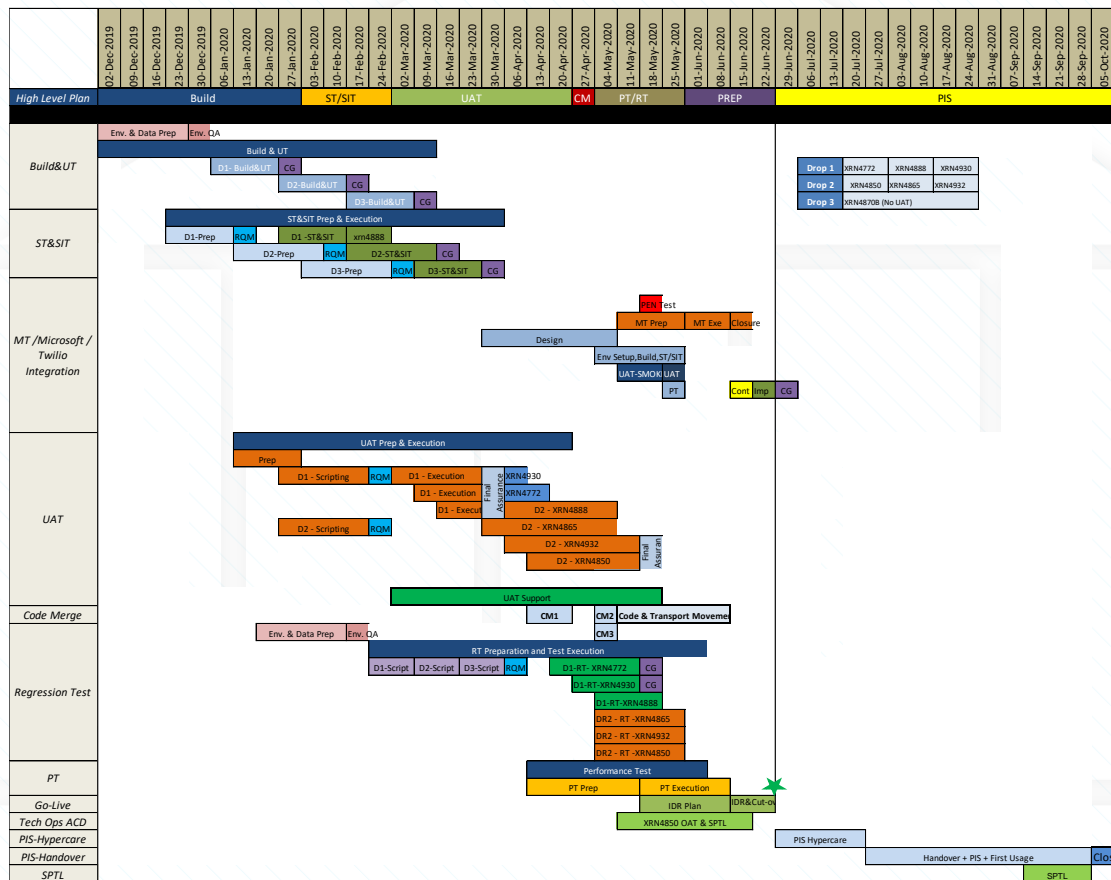 02-Dec-2019
09-Dec-2019
16-Dec-2019
23-Dec-2019
30-Dec-2019
06-Jan-2020
13-Jan-2020
20-Jan-2020
27-Jan-2020
03-Feb-2020
10-Feb-2020
17-Feb-2020
24-Feb-2020
02-Mar-2020
09-Mar-2020
16-Mar-2020
23-Mar-2020
30-Mar-2020
06-Apr-2020
13-Apr-2020
20-Apr-2020
27-Apr-2020
04-May-2020
11-May-2020
18-May-2020
25-May-2020
01-Jun-2020
08-Jun-2020
15-Jun-2020
22-Jun-2020
29-Jun-2020
06-Jul-2020
13-Jul-2020
20-Jul-2020
27-Jul-2020
03-Aug-2020
10-Aug-2020
17-Aug-2020
24-Aug-2020
31-Aug-2020
07-Sep-2020
14-Sep-2020
21-Sep-2020
28-Sep-2020
05-Oct-2020
High Level Plan Build ST/SIT UAT CM PT/RT PREP PIS
Env. & Data Prep Env. QA
Build&UT
Build & UT
D1- Build&UT CG
D2-Build&UT CG
D3-Build&UT CG
Drop 1 XRN4772 XRN4888 XRN4930
Drop 2 XRN4850 XRN4865 XRN4932
Drop 3 XRN4870B (No UAT)
ST&SIT
ST&SIT Prep & Execution
D1-Prep RQM D1 -ST&SIT xrn4888
D2-Prep RQM D2-ST&SIT CG
D3-Prep RQM D3-ST&SIT CG
MT /Microsoft /
Twilio
Integration
PEN Test
MT Prep MT Exe Closure
Design
Env Setup,Build,ST/SIT
UAT-SMOK UAT
PT Cont Imp CG
UAT
UAT Prep & Execution
Prep
D1 - Scripting RQM D1 - Execution Final Assurance XRN4930
D1 - Execution XRN4772
D1 - Execut D2 - XRN4888
D2 - Scripting RQM D2 - XRN4865
D2 - XRN4932 Final Assuran
D2 - XRN4850
UAT Support
Code Merge CM1 CM2 Code & Transport Movemen
Env. & Data Prep Env. QA CM3
Regression Test
RT Preparation and Test Execution
D1-Script D2-Script D3-Script RQM D1-RT- XRN4772 CG
D1-RT-XRN4930 CG
D1-RT-XRN4888
DR2 - RT -XRN4865
DR2 - RT -XRN4932
DR2 - RT -XRN4850
PT
Performance Test
PT Prep PT Execution
Go-Live IDR Plan IDR&Cut-ov
Tech Ops ACD XRN4850 OAT & SPTL
PIS-Hypercare PIS Hypercare
PIS-Handover Handover + PIS + First Usage Clos
SPTL SPTL